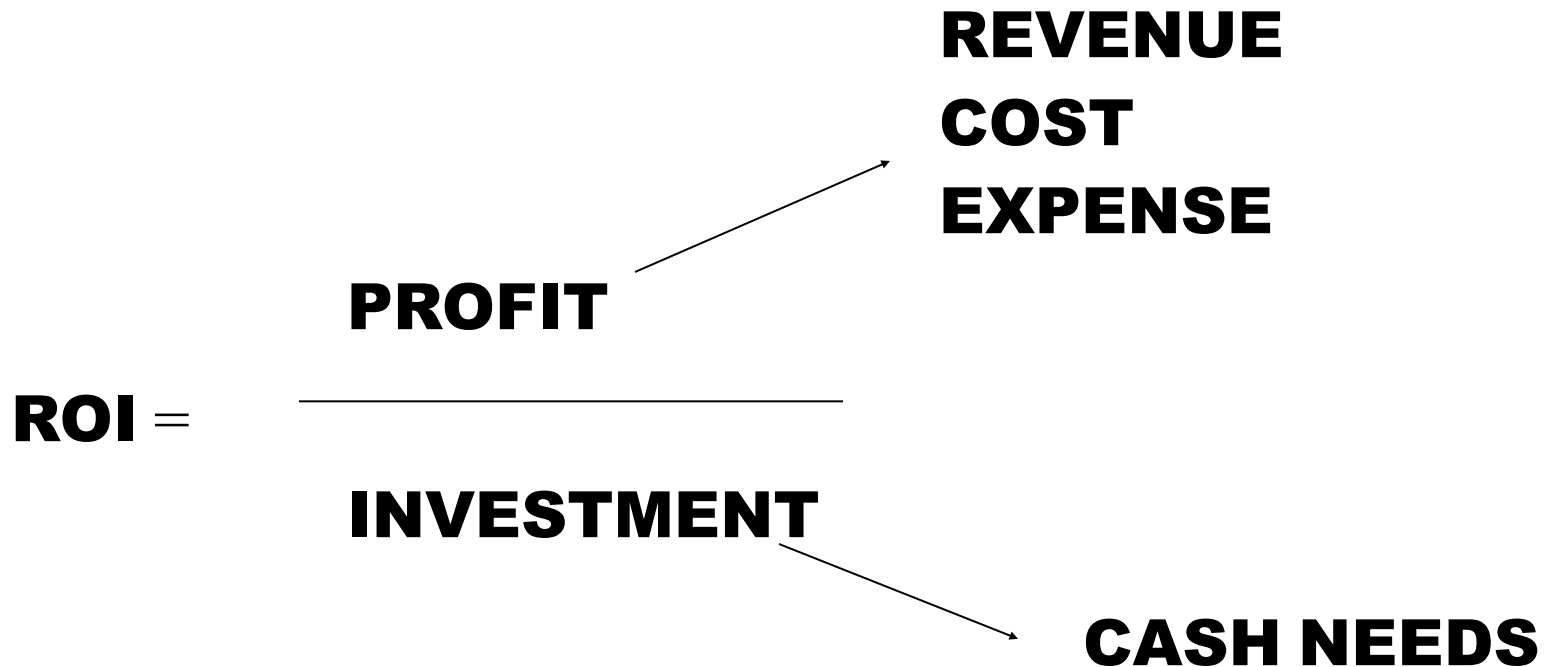 REVENUE
COST
EXPENSE
PROFIT
ROI =
INVESTMENT
CASH NEEDS